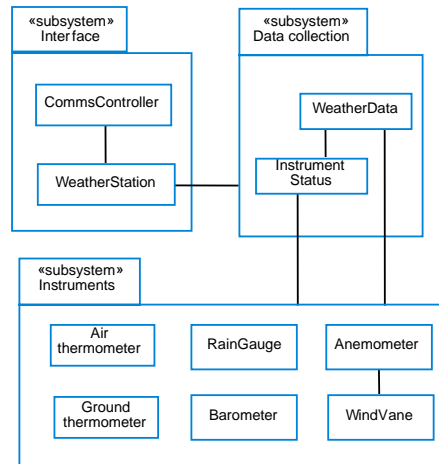 «subsystem»
Interface
CommsController
WeatherStation
«subsystem»
Data collection
WeatherData
Instrument
Status
«subsystem»
Instruments
Air
thermometer
RainGauge
Anemometer
Ground
thermometer
Barometer
WindVane